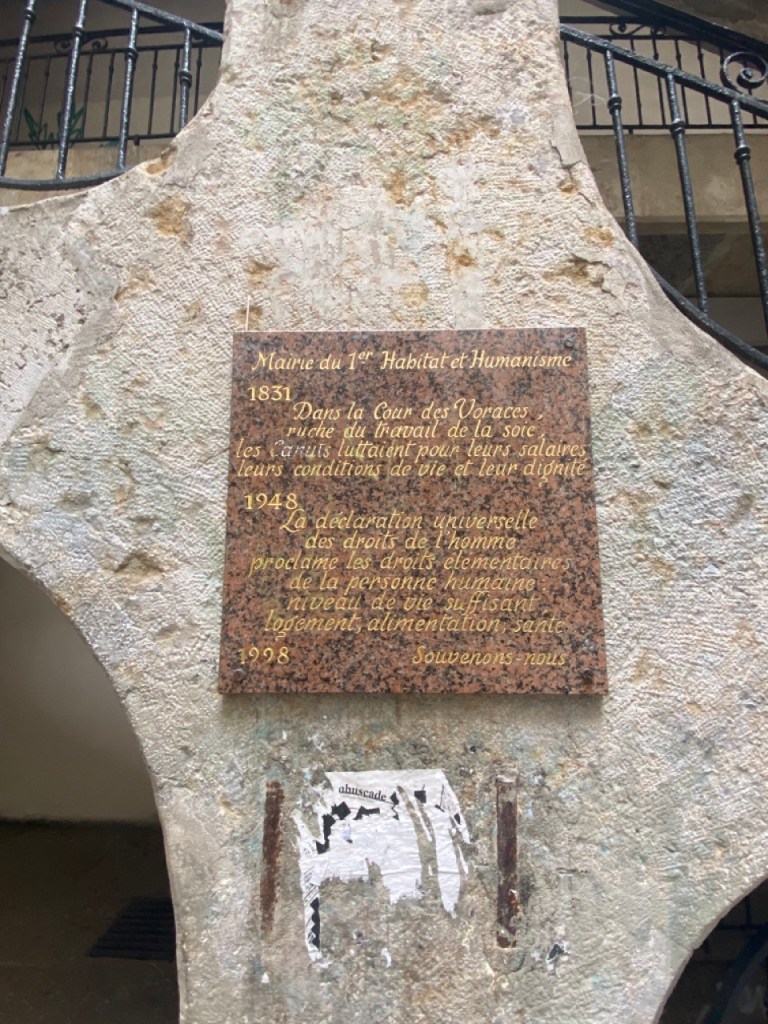 Mairie du 1er Habitat et Humanisme
1831
Dans la Cour des Voraces,
ruche du travail de la soie,
les Canuts luttaient pour leurs salaires
leurs conditions de vie et leur dignité
1948
La déclaration universelle
des droits de l'homme
proclame les droits élémentaires
de la personne humaine
niveau de vie suffisant
logement, alimentation, santé
1998 Souvenons-nous
abuscade